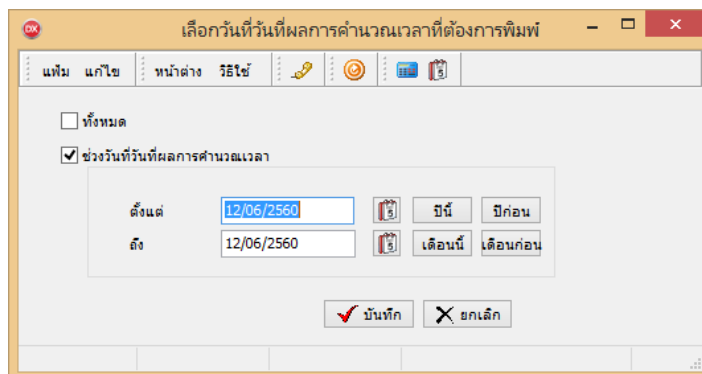 เลือกวันที่วันที่ผลการคำนวณเวลาที่ต้องการพิมพ์
แฟ้ม แก้ไข หน้าต่าง วิธีใช้
ทั้งหมด
ช่วงวันที่วันที่ผลการคำนวณเวลา
ตั้งแต่ 12/06/2560 ปีนี้ ปีก่อน
ถึง 12/06/2560 เดือนนี้ เดือนก่อน
บันทึก ยกเลิก